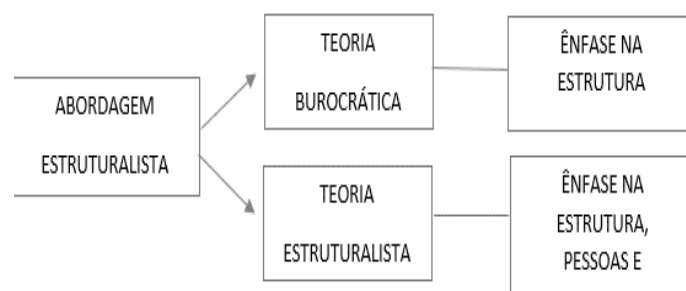 ABORDAGEM
ESTRUTURALISTA
TEORIA
BUROCRÁTICA
ÊNFASE NA
ESTRUTURA
TEORIA
ESTRUTURALISTA
ÊNFASE NA
ESTRUTURA,
PESSOAS E